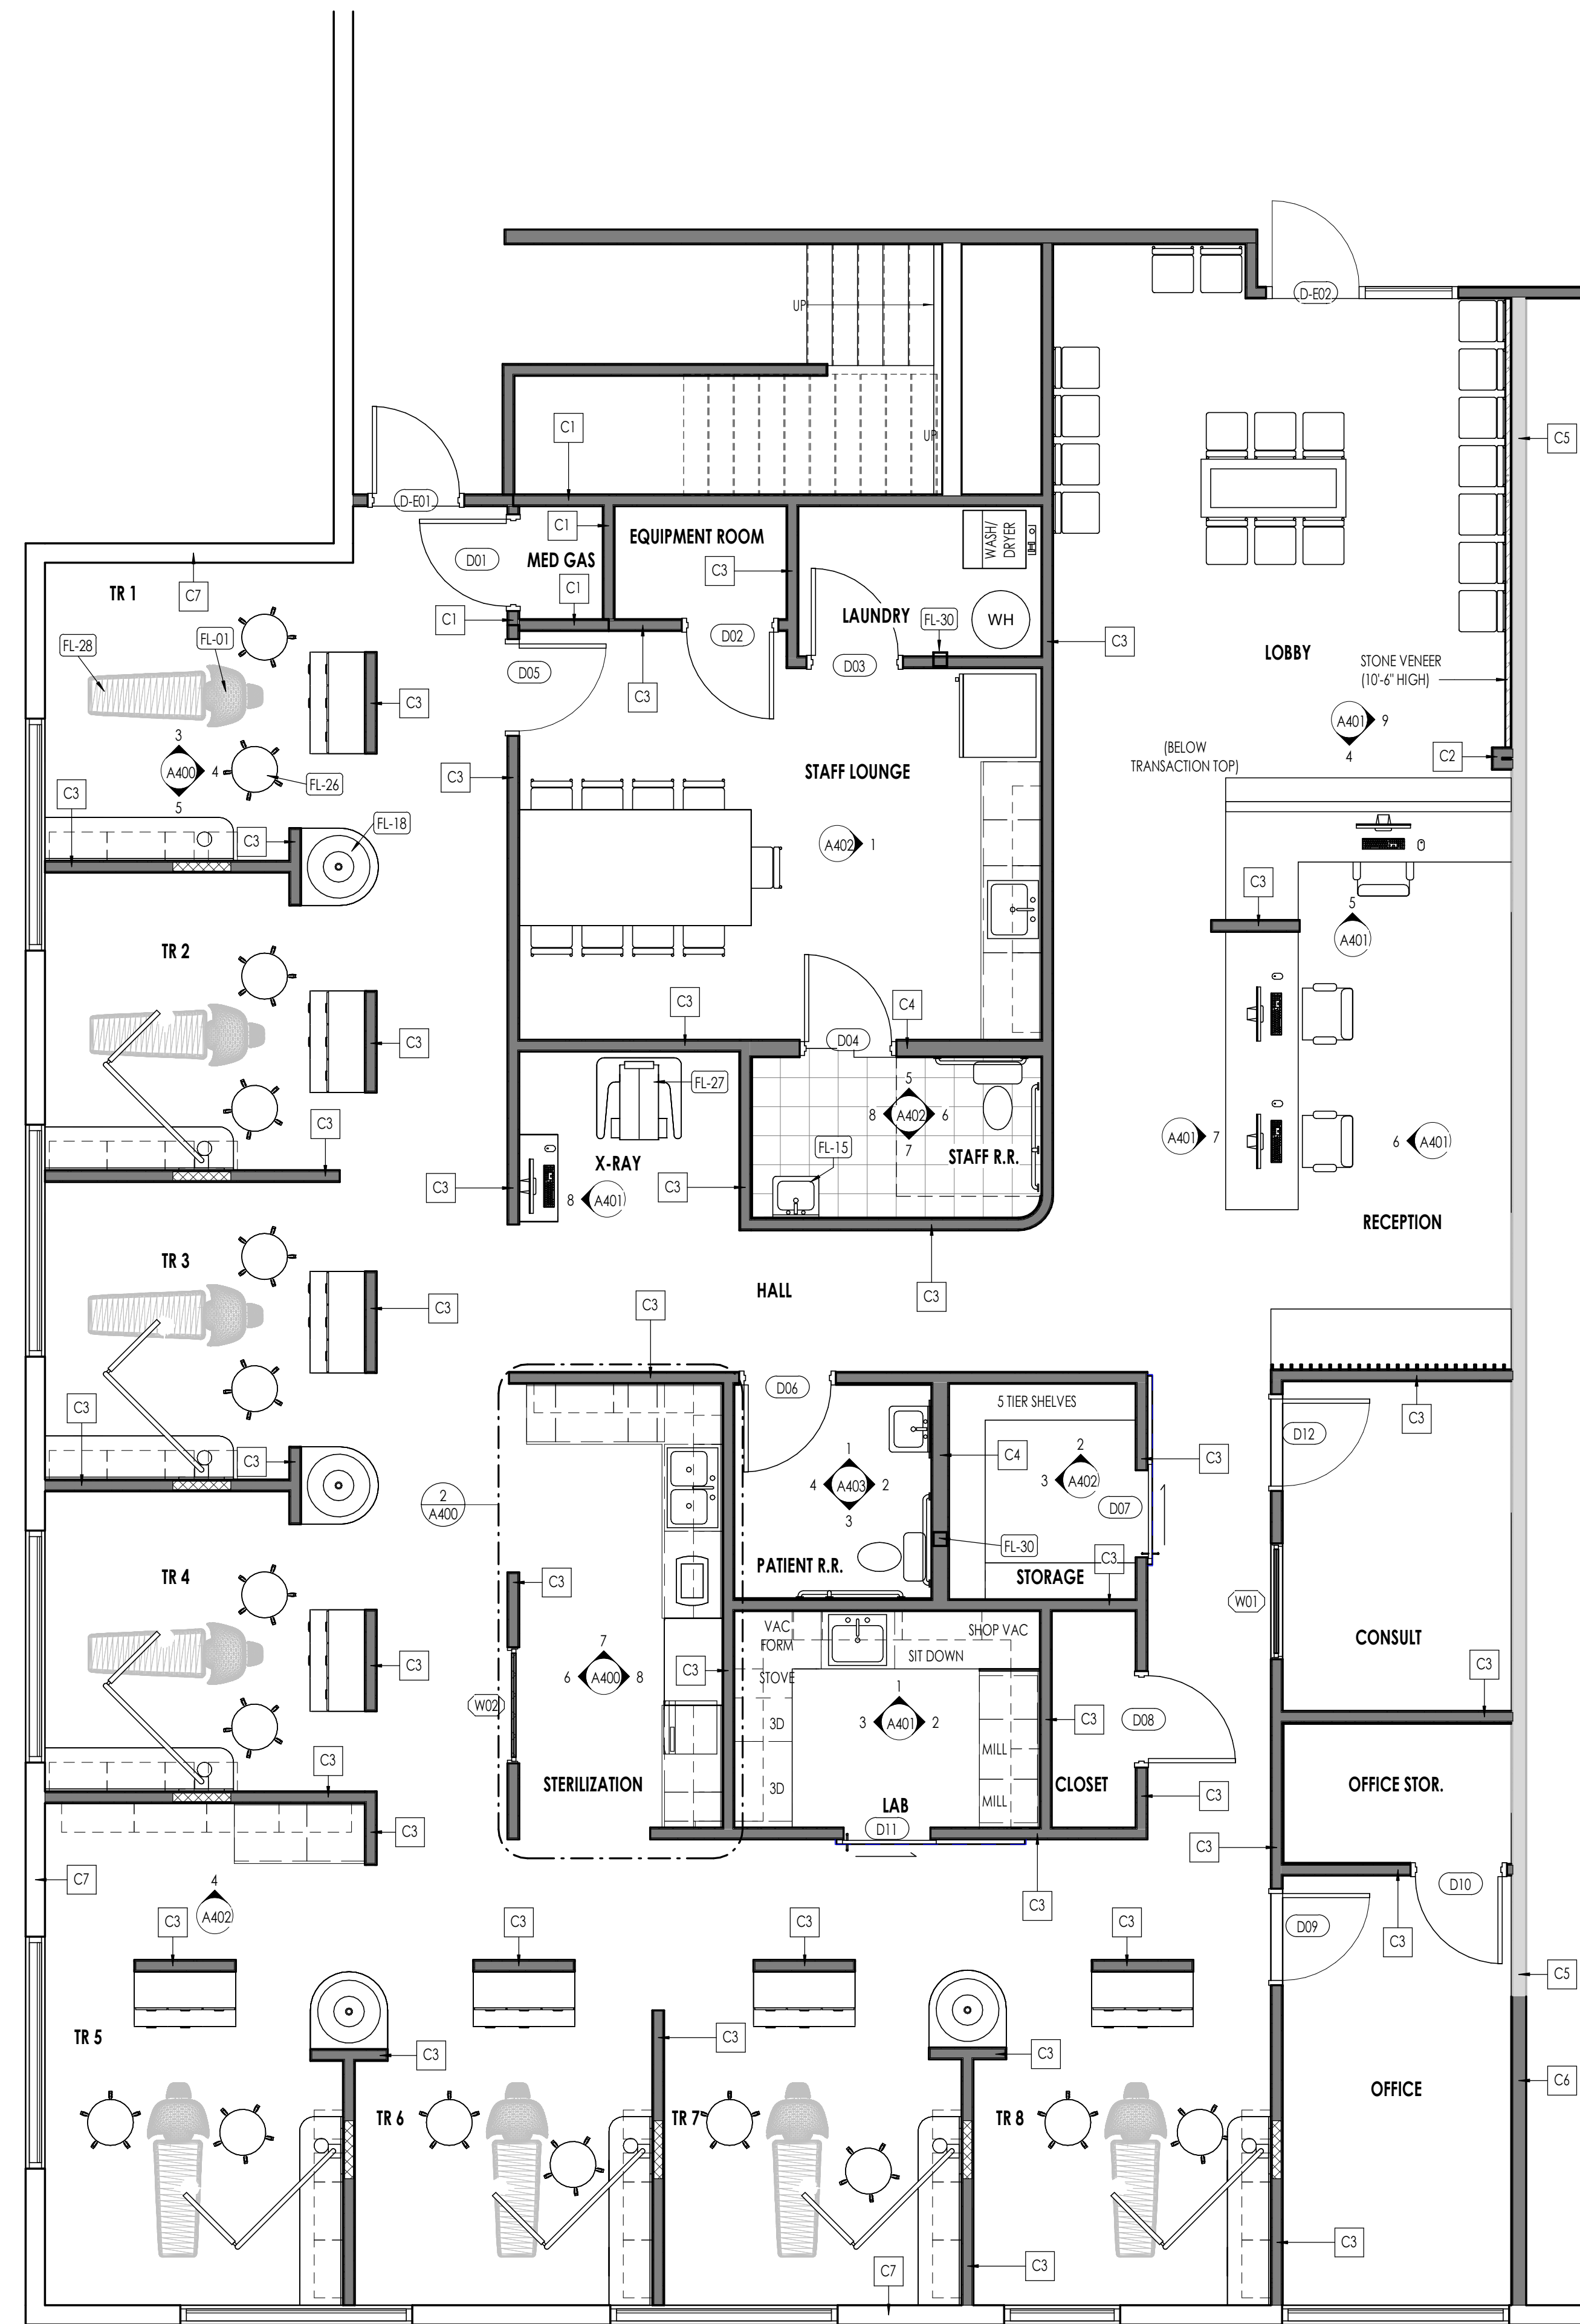 UP
D-E02
C5
UP
C1
D-E01
C1
D01
MED GAS
C1
C1
EQUIPMENT ROOM
C3
D02
WASH/
DRYER
LAUNDRY
FL-30
WH
D03
C3
LOBBY
STONE VENEER
(10'-6" HIGH)
A401
9
4
C2
(BELOW
TRANSACTION TOP)
TR 1
C7
FL-28
FL-01
C3
3
A400
4
5
FL-26
C3
C3
FL-18
D05
C3
C3
STAFF LOUNGE
A402
1
C3
5
A401
TR 2
C3
C3
C3
C4
D04
FL-27
X-RAY
8
A401
C3
C3
5
8
A402
6
7
FL-15
STAFF R.R.
C3
A401
7
6
A401
RECEPTION
TR 3
C3
C3
C3
HALL
C3
2
A400
D06
1
4
A403
2
3
PATIENT R.R.
5 TIER SHELVES
C4
2
3
A402
D07
C3
FL-30
C3
STORAGE
C3
D12
W01
CONSULT
C3
TR 4
C3
C3
C3
C3
W02
7
6
A400
8
STERILIZATION
C3
VAC
FORM
STOVE
3D
3D
SHOP VAC
SIT DOWN
1
3
A401
2
MILL
MILL
LAB
D11
C3
C3
D08
CLOSET
C3
OFFICE STOR.
C3
C3
D10
D09
C5
C7
4
A402
C3
C3
C3
C3
TR 5
C3
TR 6
C3
TR 7
C3
TR 8
OFFICE
C6
C3
C3
C7